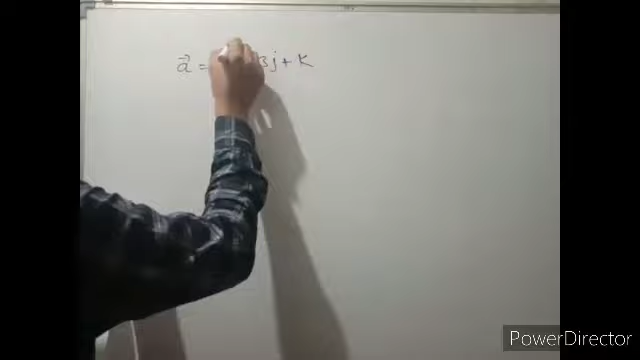 a⃗ = 3j + k
PowerDirector